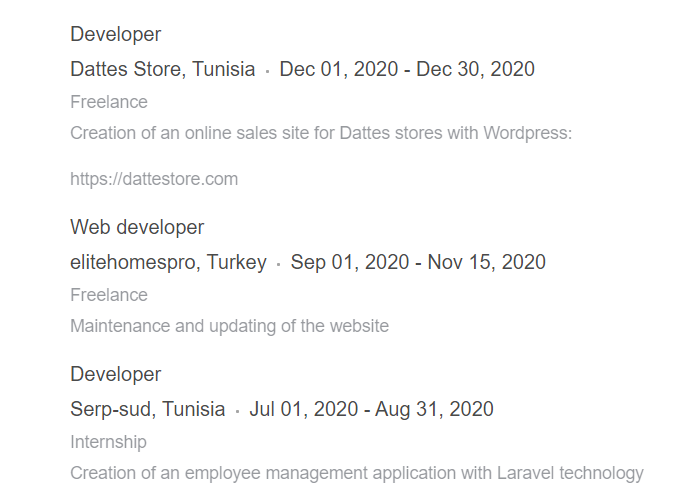 Developer
Dattes Store, Tunisia · Dec 01, 2020 - Dec 30, 2020
Freelance
Creation of an online sales site for Dattes stores with Wordpress:
https://dattestore.com
Web developer
elitehomespro, Turkey · Sep 01, 2020 - Nov 15, 2020
Freelance
Maintenance and updating of the website
Developer
Serp-sud, Tunisia · Jul 01, 2020 - Aug 31, 2020
Internship
Creation of an employee management application with Laravel technology